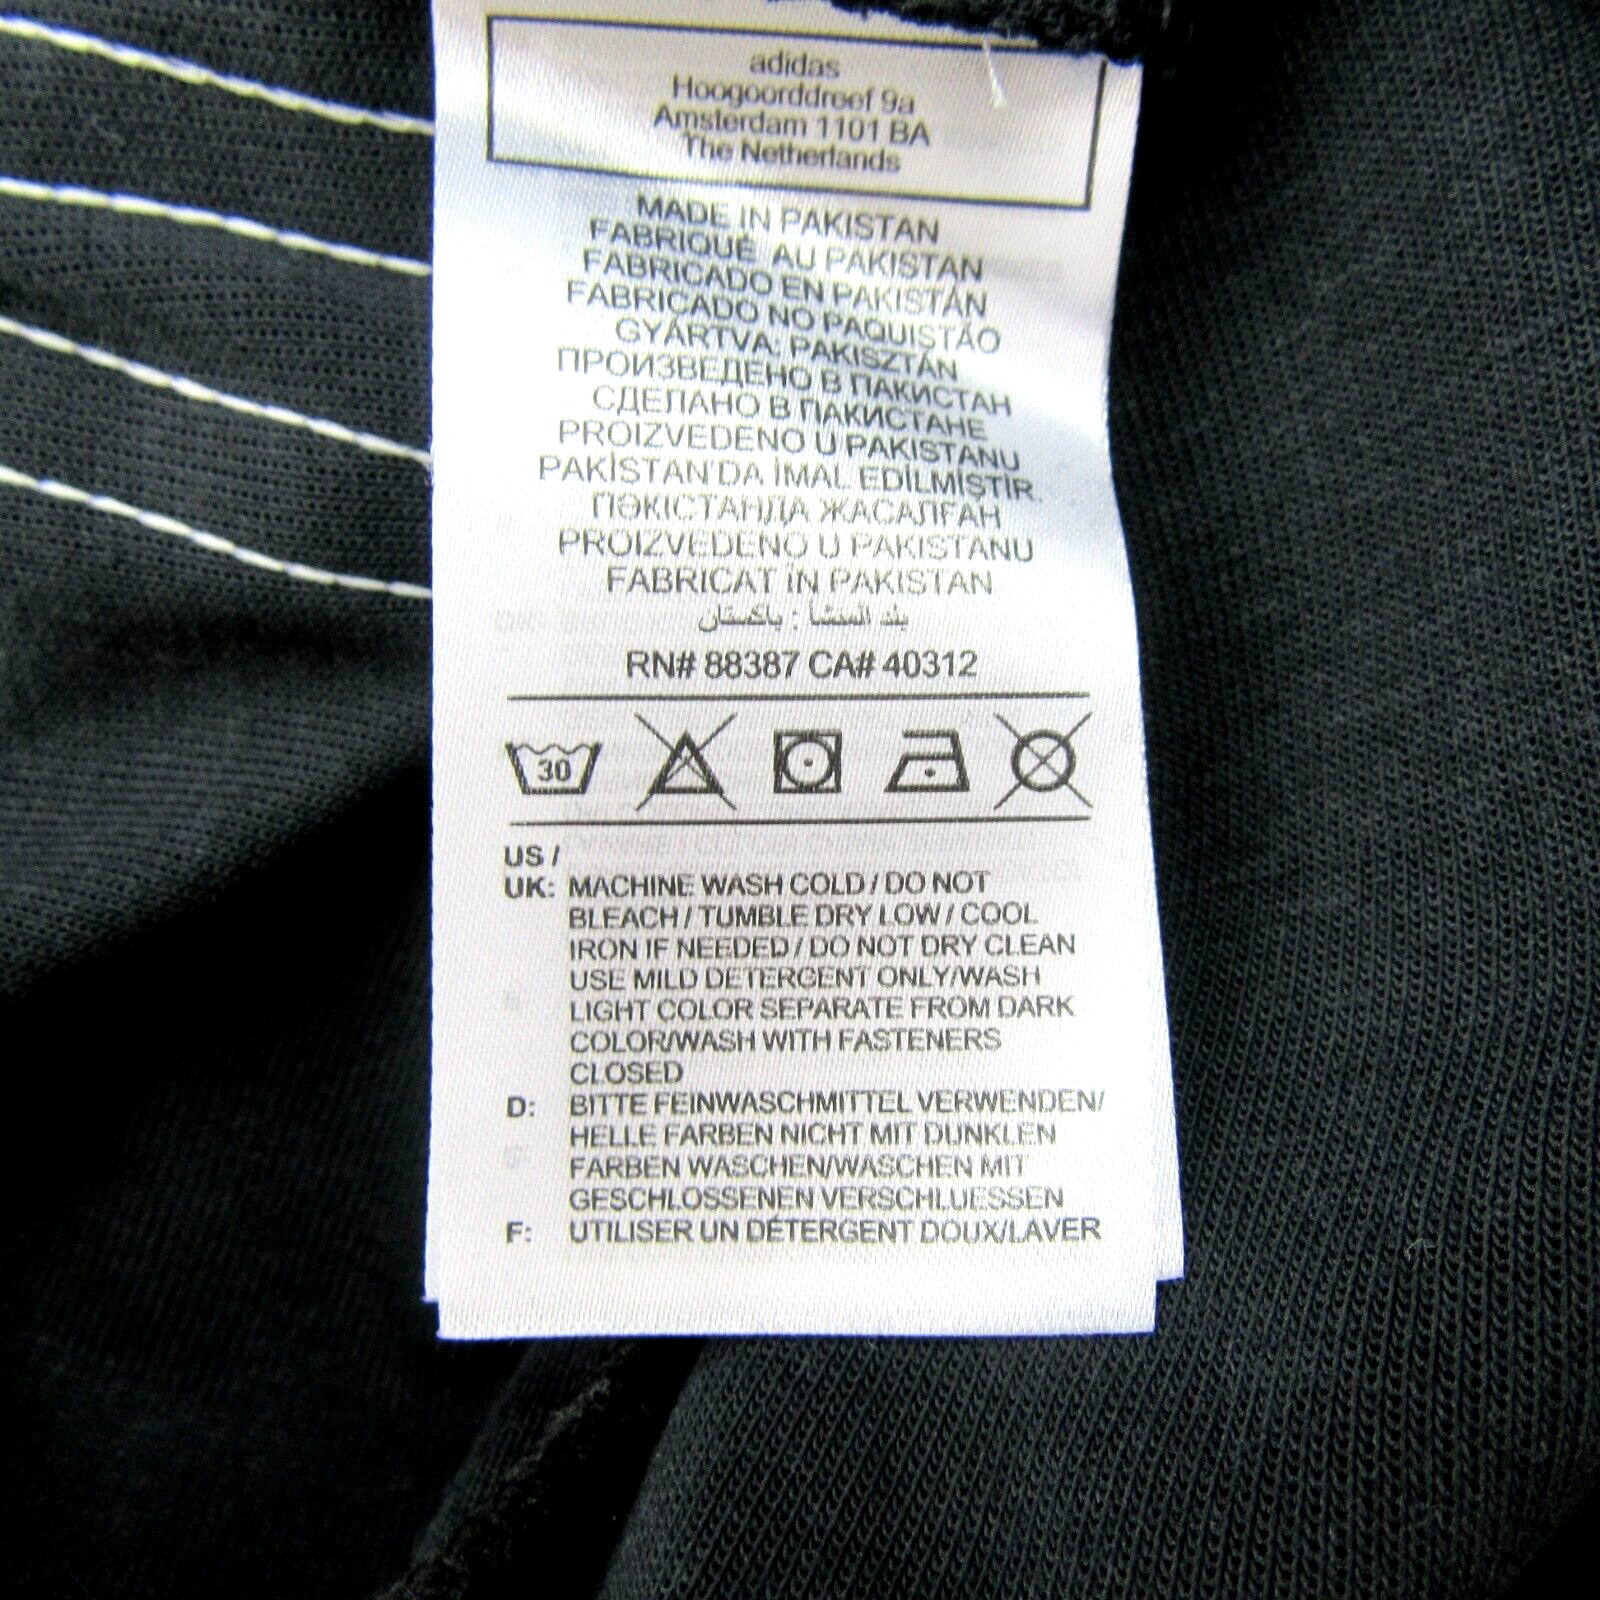 adidas
Hoogoorddreef 9a
Amsterdam 1101 BA
The Netherlands
MADE IN PAKISTAN
FABRIQUÉ AU PAKISTAN
FABRICADO EN PAKISTÁN
FABRICADO NO PAQUISTÃO
GYÁRTVA: PAKISZTÁN
ПРОИЗВЕДЕНО В ПАКИСТАН
СДЕЛАНО В ПАКИСТАНЕ
PROIZVEDENO U PAKISTANU
PAKİSTAN'DA İMAL EDİLMİŞTİR.
ПӘКІСТАНДА ЖАСАЛҒАН
PROIZVEDENO U PAKISTANU
FABRICAT ÎN PAKISTAN
بلد المنشأ : باكستان
RN# 88387 CA# 40312
30
US /
UK: MACHINE WASH COLD / DO NOT
BLEACH / TUMBLE DRY LOW / COOL
IRON IF NEEDED / DO NOT DRY CLEAN
USE MILD DETERGENT ONLY/WASH
LIGHT COLOR SEPARATE FROM DARK
COLOR/WASH WITH FASTENERS
CLOSED
D: BITTE FEINWASCHMITTEL VERWENDEN/
HELLE FARBEN NICHT MIT DUNKLEN
FARBEN WASCHEN/WASCHEN MIT
GESCHLOSSENEN VERSCHLUESSEN
F: UTILISER UN DÉTERGENT DOUX/LAVER